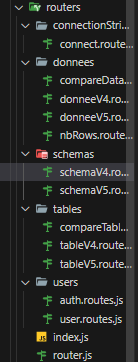 routers
connectionStri
connect.route...
donnees
compareData...
donneeV4.ro...
donneeV5.ro...
nbRows.route...
schemas
schemaV4.ro...
schemaV5.ro...
tables
compareTabl...
tableV4.route...
tableV5.route...
users
auth.routes.js
user.routes.js
index.js
router.js